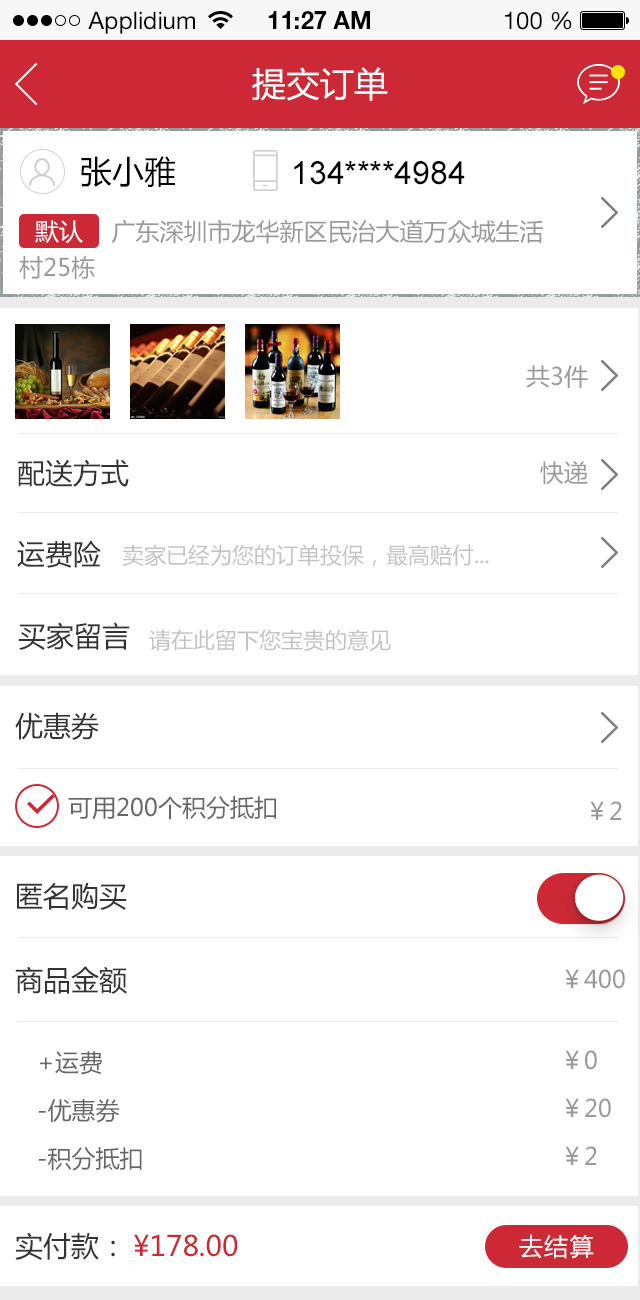 Applidium 11:27 AM 100 %
提交订单
张小雅 134****4984
默认 广东深圳市龙华新区民治大道万众城生活
村25栋
共3件
配送方式 快递
运费险 卖家已经为您的订单投保，最高赔付...
买家留言 请在此留下您宝贵的意见
优惠券
可用200个积分抵扣 ￥2
匿名购买
商品金额 ￥400
+运费 ￥0
-优惠券 ￥20
-积分抵扣 ￥2
实付款： ¥178.00 去结算